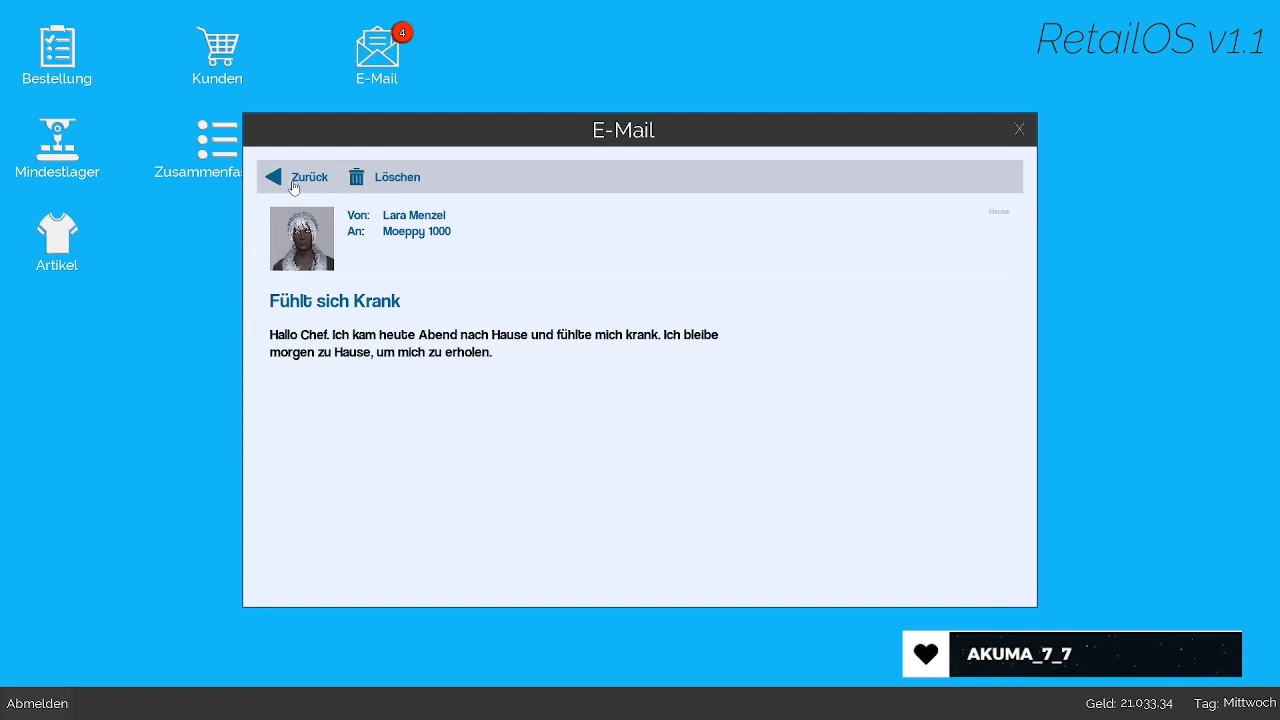 RetailOS v1.1
4
Bestellung
Kunden
E-Mail
Mindestlager
Zusammenfas
Artikel
E-Mail
X
Zurück
Löschen
Von: Lara Menzel
An: Moeppy 1000
Heute
Fühlt sich Krank
Hallo Chef. Ich kam heute Abend nach Hause und fühlte mich krank. Ich bleibe
morgen zu Hause, um mich zu erholen.
AKUMA_7_7
Abmelden
Geld: 21.033,34
Tag: Mittwoch